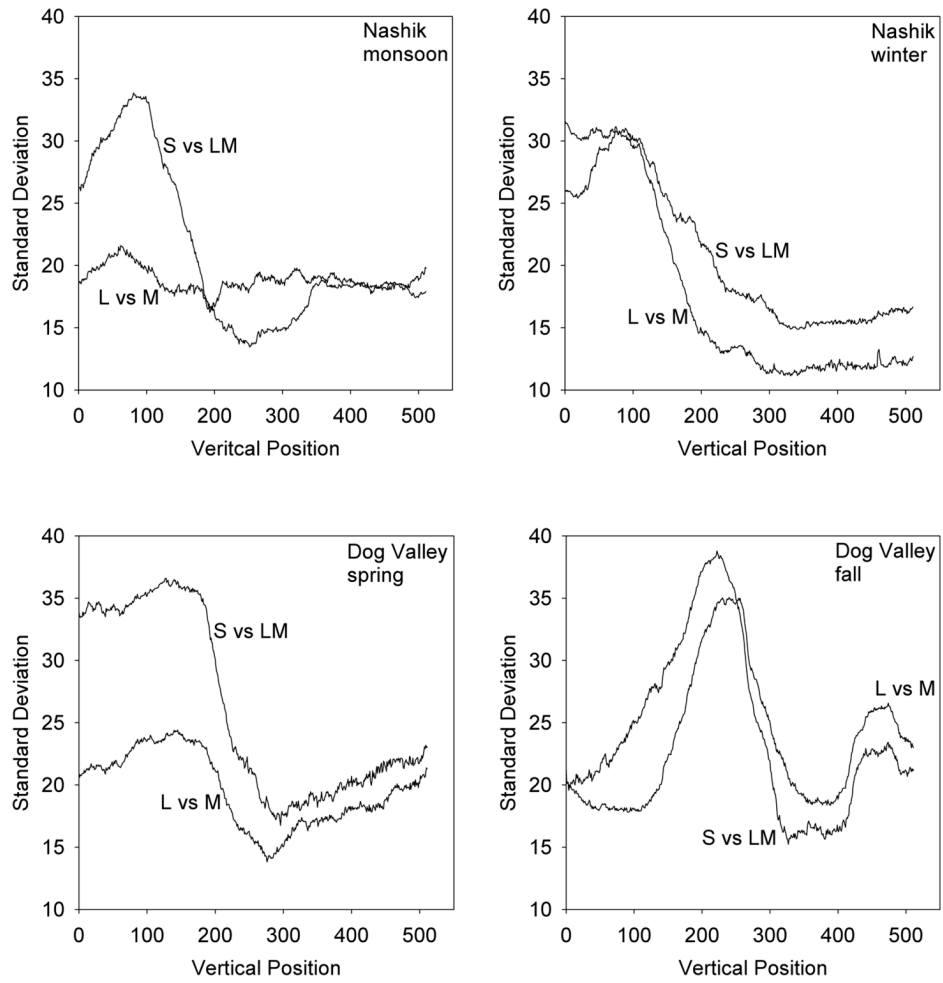 40
35
30
25
20
15
10
Standard Deviation
Nashik
monsoon
S vs LM
L vs M
0 100 200 300 400 500
Veritcal Position
40
35
30
25
20
15
10
Standard Deviation
Nashik
winter
S vs LM
L vs M
0 100 200 300 400 500
Vertical Position
40
35
30
25
20
15
10
Standard Deviation
Dog Valley
spring
S vs LM
L vs M
0 100 200 300 400 500
Vertical Position
40
35
30
25
20
15
10
Standard Deviation
Dog Valley
fall
L vs M
S vs LM
0 100 200 300 400 500
Vertical Position